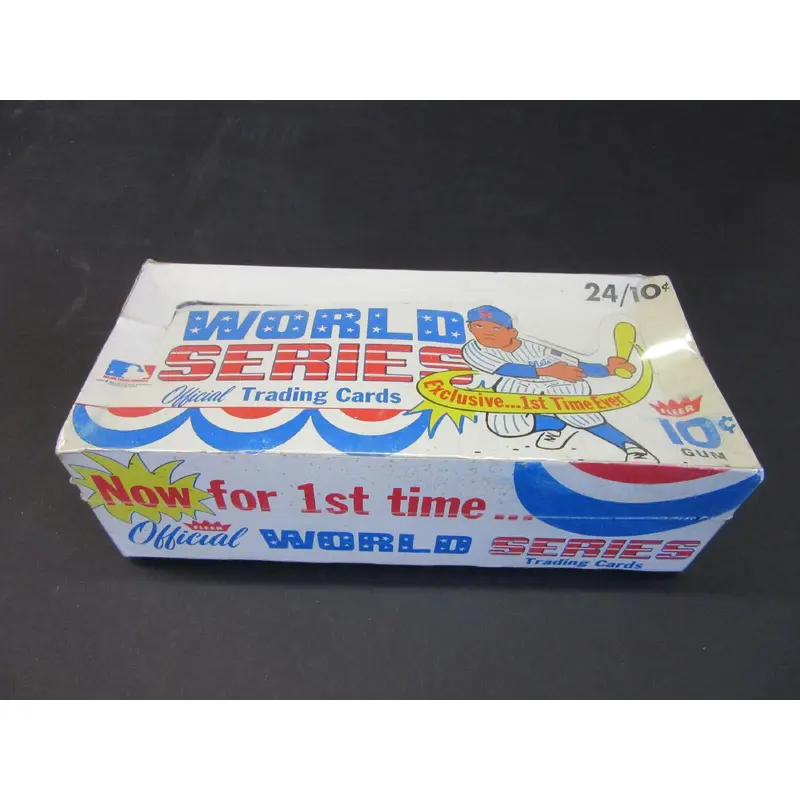 24/10¢
WORLD
SERIES
Official Trading Cards
Mets
Exclusive...1st Time Ever!
FLEER
10¢
GUM
Now for 1st time...
FLEER
Official WORLD SERIES
Trading Cards